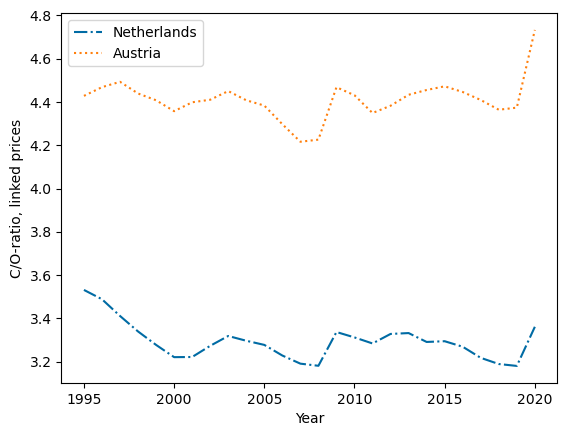 Netherlands
Austria
C/O-ratio, linked prices
4.8
4.6
4.4
4.2
4.0
3.8
3.6
3.4
3.2
1995 2000 2005 2010 2015 2020
Year